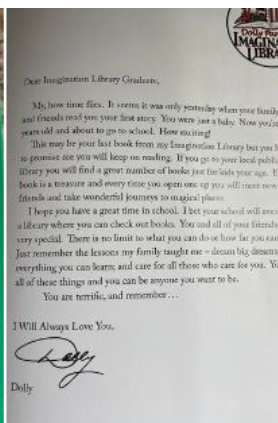 Dolly Par
IMAGINA
LIBRA
Dear Imagination Library Graduate,
My, how time flies. It seems it was only yesterday when your family
and friends read you your first story. You were just a baby. Now you're
years old and about to go to school. How exciting!
This may be your last book from my Imagination Library but you h
to promise me you will keep on reading. If you go to your local public
library you will find a great number of books just for kids your age. E
book is a treasure and every time you open one up you will meet new
friends and take wonderful journeys to magical places.
I hope you have a great time in school. I bet your school will even
a library where you can check out books. You and all of your friends
very special. There is no limit to what you can do or how far you can
Just remember the lessons my family taught me – dream big dreams
everything you can learn; and care for all those who care for you. Yo
all of these things and you can be anyone you want to be.
You are terrific, and remember…
I Will Always Love You,
Dolly
Dolly